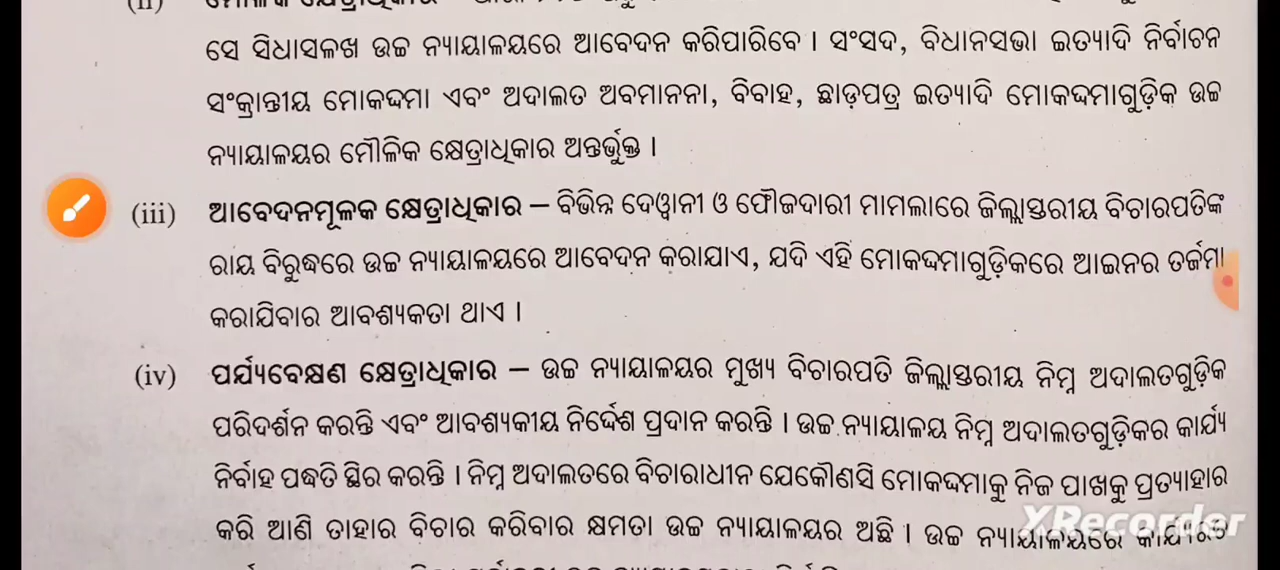 (ii) ମୌଳିକ କ୍ଷେତ୍ରାଧିକାର –
ସେ ସିଧାସଳଖ ଉଚ୍ଚ ନ୍ୟାୟାଳୟରେ ଆବେଦନ କରିପାରିବେ । ସଂସଦ, ବିଧାନସଭା ଇତ୍ୟାଦି ନିର୍ବାଚନ
ସଂକ୍ରାନ୍ତୀୟ ମୋକଦ୍ଦମା ଏବଂ ଅଦାଲତ ଅବମାନନା, ବିବାହ, ଛାଡ଼ପତ୍ର ଇତ୍ୟାଦି ମୋକଦ୍ଦମାଗୁଡ଼ିକ ଉଚ୍ଚ
ନ୍ୟାୟାଳୟର ମୌଳିକ କ୍ଷେତ୍ରାଧିକାର ଅନ୍ତର୍ଭୁକ୍ତ ।
(iii) ଆବେଦନମୂଳକ କ୍ଷେତ୍ରାଧିକାର – ବିଭିନ୍ନ ଦେୱାନୀ ଓ ଫୌଜଦାରୀ ମାମଲାରେ ଜିଲ୍ଲାସ୍ତରୀୟ ବିଚାରପତିଙ୍କ
ରାୟ ବିରୁଦ୍ଧରେ ଉଚ୍ଚ ନ୍ୟାୟାଳୟରେ ଆବେଦନ କରାଯାଏ, ଯଦି ଏହି ମୋକଦ୍ଦମାଗୁଡ଼ିକରେ ଆଇନର ତର୍ଜମା
କରାଯିବାର ଆବଶ୍ୟକତା ଥାଏ ।
(iv) ପର୍ଯ୍ୟବେକ୍ଷଣ କ୍ଷେତ୍ରାଧିକାର – ଉଚ୍ଚ ନ୍ୟାୟାଳୟର ମୁଖ୍ୟ ବିଚାରପତି ଜିଲ୍ଲାସ୍ତରୀୟ ନିମ୍ନ ଅଦାଲତଗୁଡ଼ିକ
ପରିଦର୍ଶନ କରନ୍ତି ଏବଂ ଆବଶ୍ୟକୀୟ ନିର୍ଦ୍ଦେଶ ପ୍ରଦାନ କରନ୍ତି । ଉଚ୍ଚ ନ୍ୟାୟାଳୟ ନିମ୍ନ ଅଦାଲତଗୁଡ଼ିକର କାର୍ଯ୍ୟ
ନିର୍ବାହ ପଦ୍ଧତି ସ୍ଥିର କରନ୍ତି । ନିମ୍ନ ଅଦାଲତରେ ବିଚାରାଧୀନ ଯେକୌଣସି ମୋକଦ୍ଦମାକୁ ନିଜ ପାଖକୁ ପ୍ରତ୍ୟାହାର
କରି ଆଣି ତାହାର ବିଚାର କରିବାର କ୍ଷମତା ଉଚ୍ଚ ନ୍ୟାୟାଳୟର ଅଛି । ଉଚ୍ଚ ନ୍ୟାୟାଳୟରେ କାର୍ଯ୍ୟରତ
XRecorder